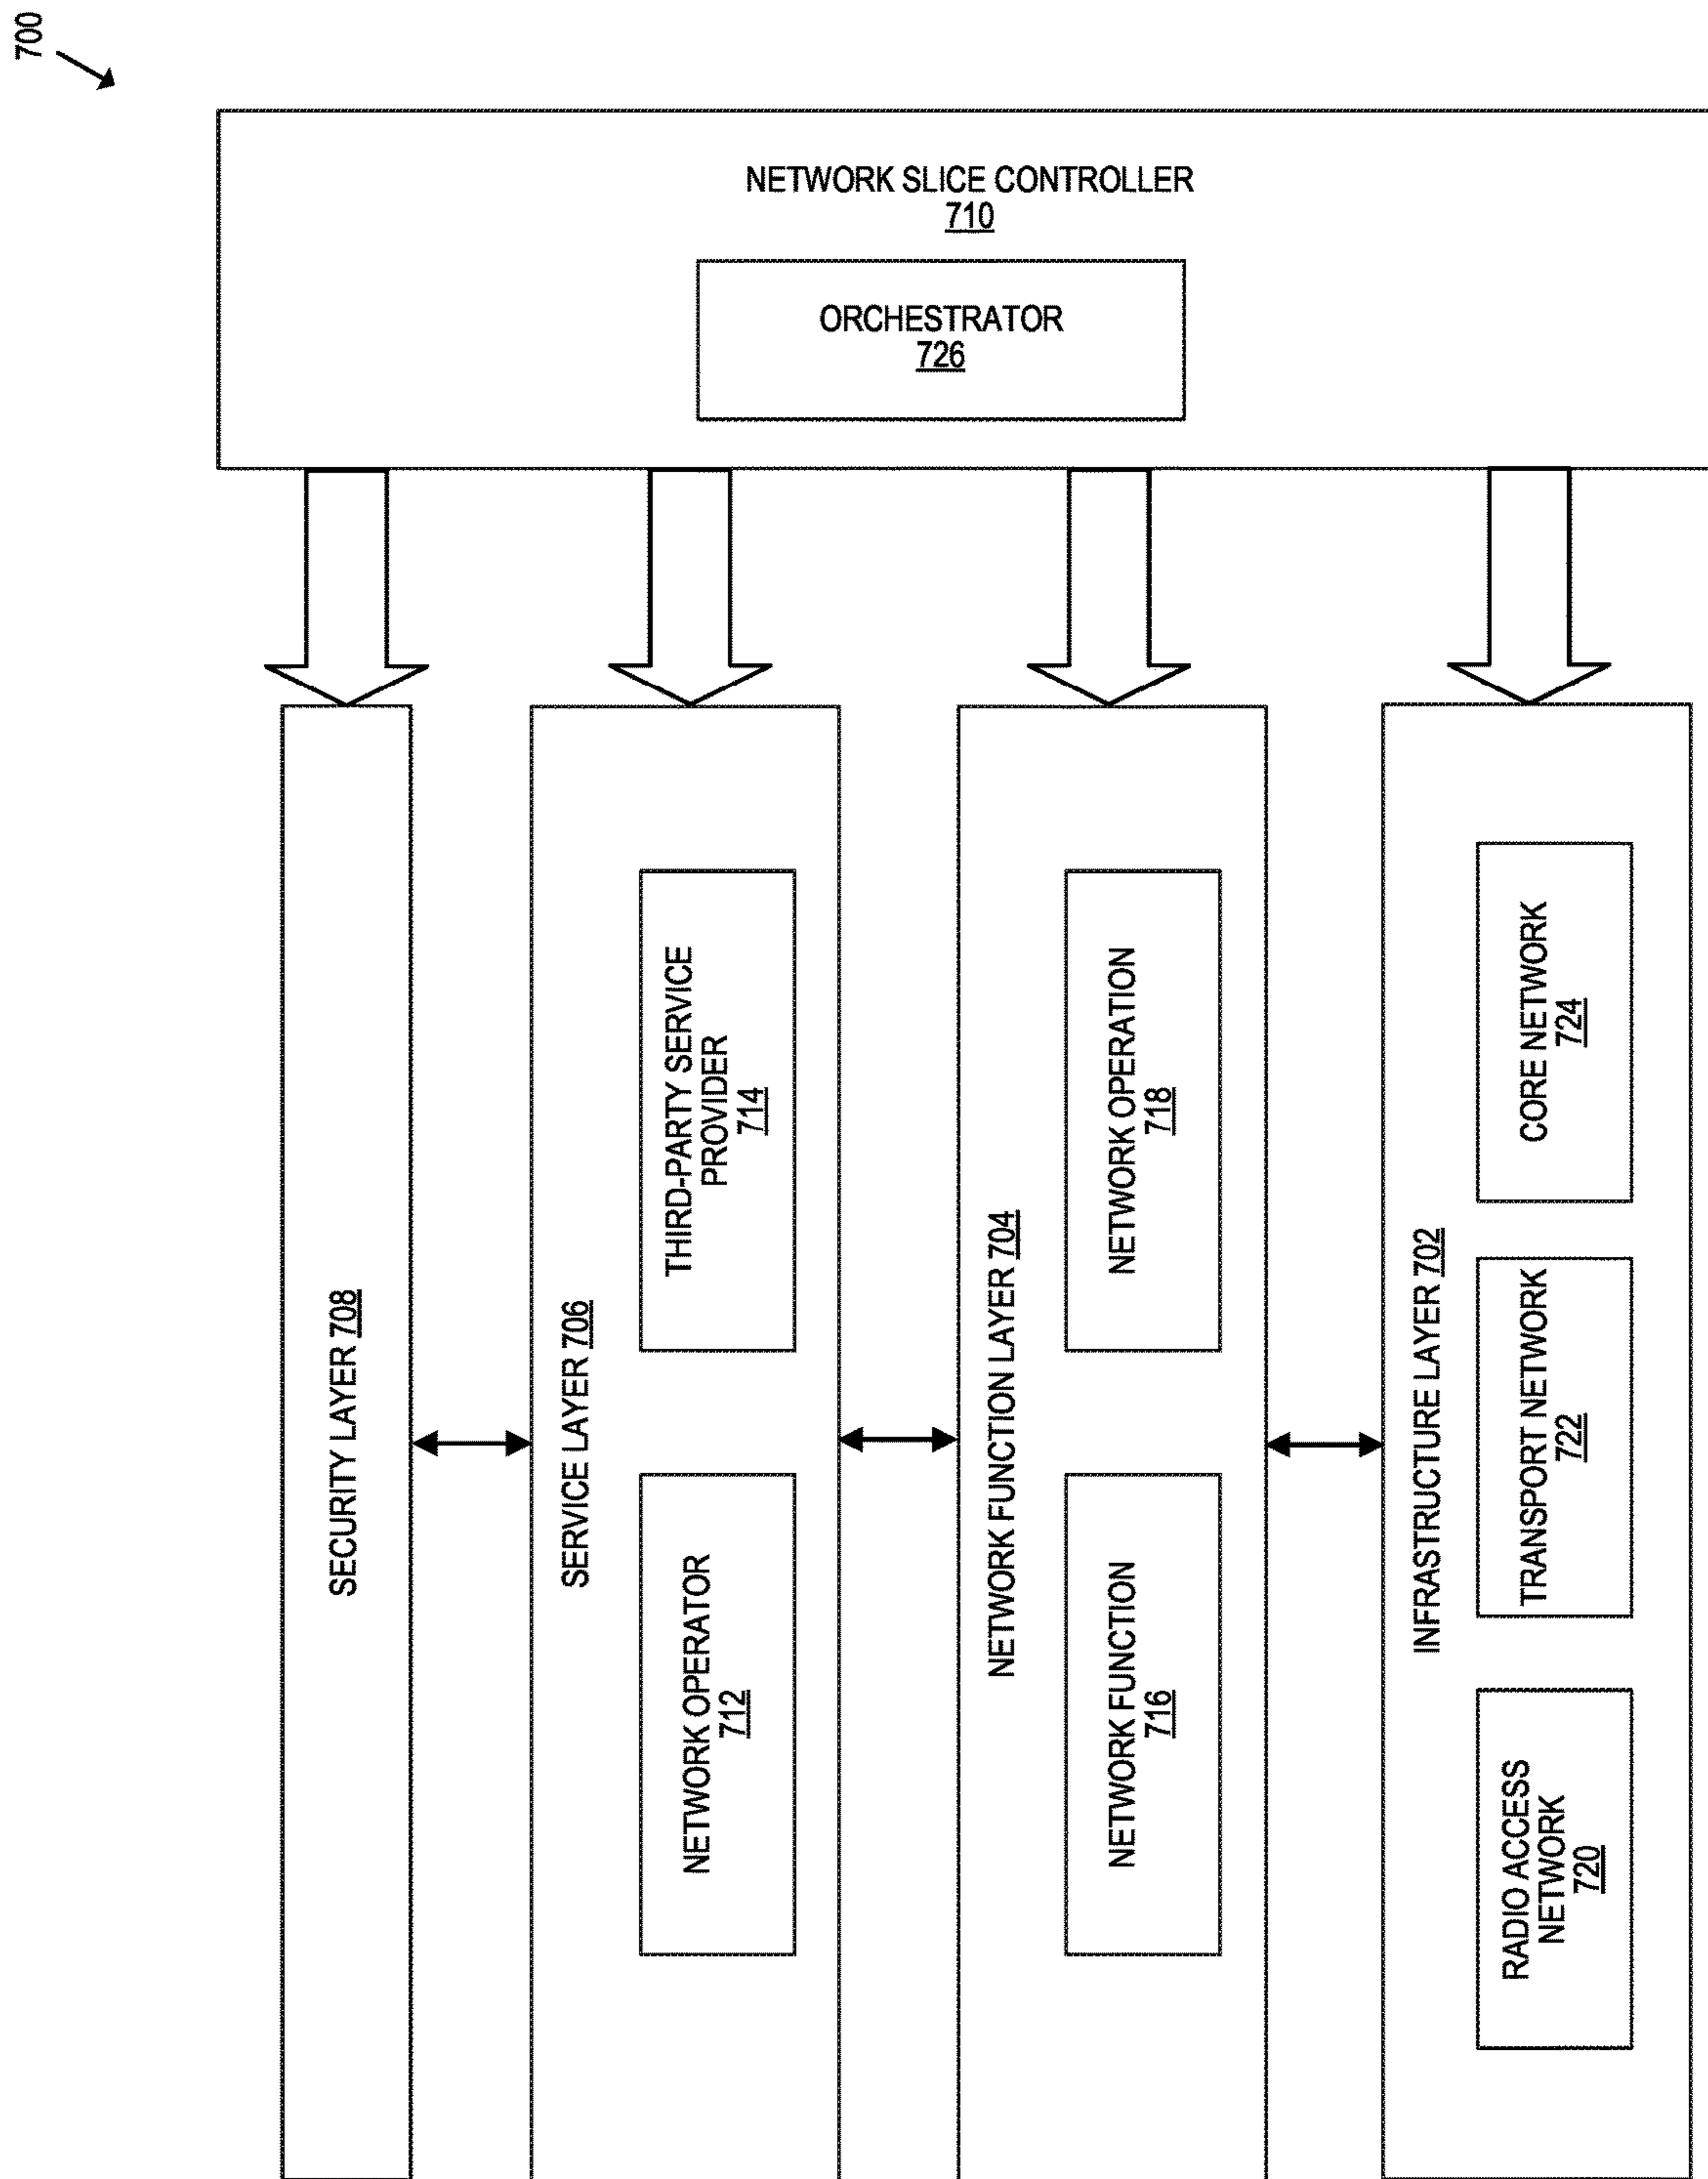 700
NETWORK SLICE CONTROLLER
710
ORCHESTRATOR
726
SECURITY LAYER 708
SERVICE LAYER 706
NETWORK OPERATOR
712
THIRD-PARTY SERVICE
PROVIDER
714
NETWORK FUNCTION LAYER 704
NETWORK FUNCTION
716
NETWORK OPERATION
718
INFRASTRUCTURE LAYER 702
RADIO ACCESS
NETWORK
720
TRANSPORT NETWORK
722
CORE NETWORK
724